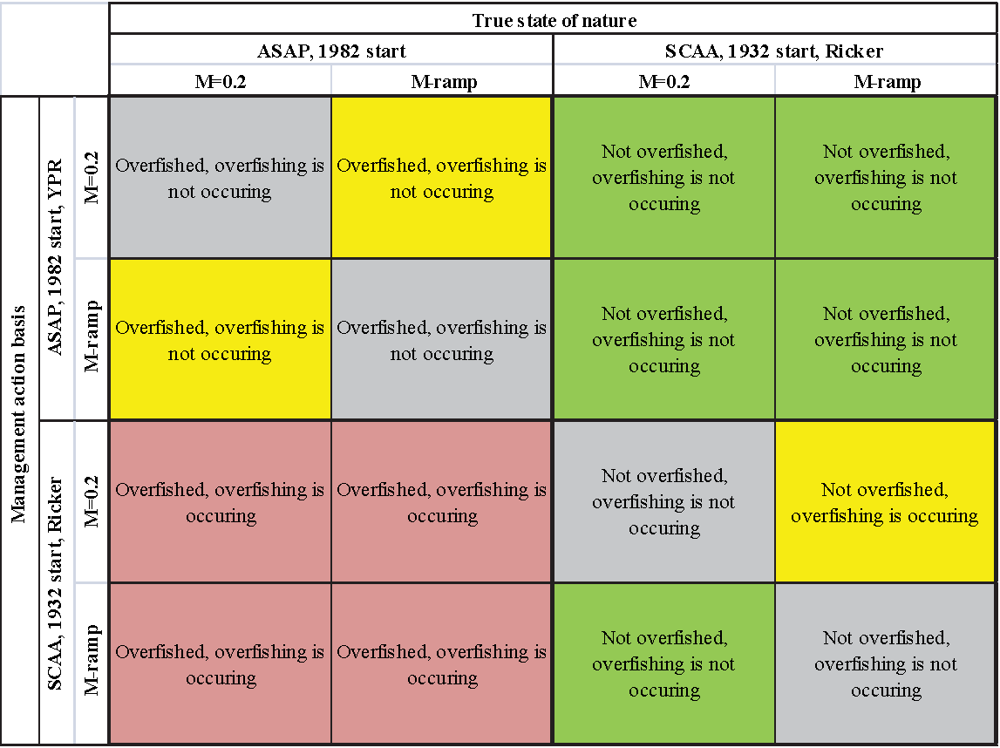 True state of nature
ASAP, 1982 start
SCAA, 1932 start, Ricker
M=0.2
M-ramp
M=0.2
M-ramp
Management action basis
ASAP, 1982 start, YPR
M=0.2
Overfished, overfishing is
not occuring
Overfished, overfishing is
not occuring
Not overfished,
overfishing is not
occuring
Not overfished,
overfishing is not
occuring
M-ramp
Overfished, overfishing is
not occuring
Overfished, overfishing is
not occuring
Not overfished,
overfishing is not
occuring
Not overfished,
overfishing is not
occuring
SCAA, 1932 start, Ricker
M=0.2
Overfished, overfishing is
occuring
Overfished, overfishing is
occuring
Not overfished,
overfishing is not
occuring
Not overfished,
overfishing is occuring
M-ramp
Overfished, overfishing is
occuring
Overfished, overfishing is
occuring
Not overfished,
overfishing is not
occuring
Not overfished,
overfishing is not
occuring